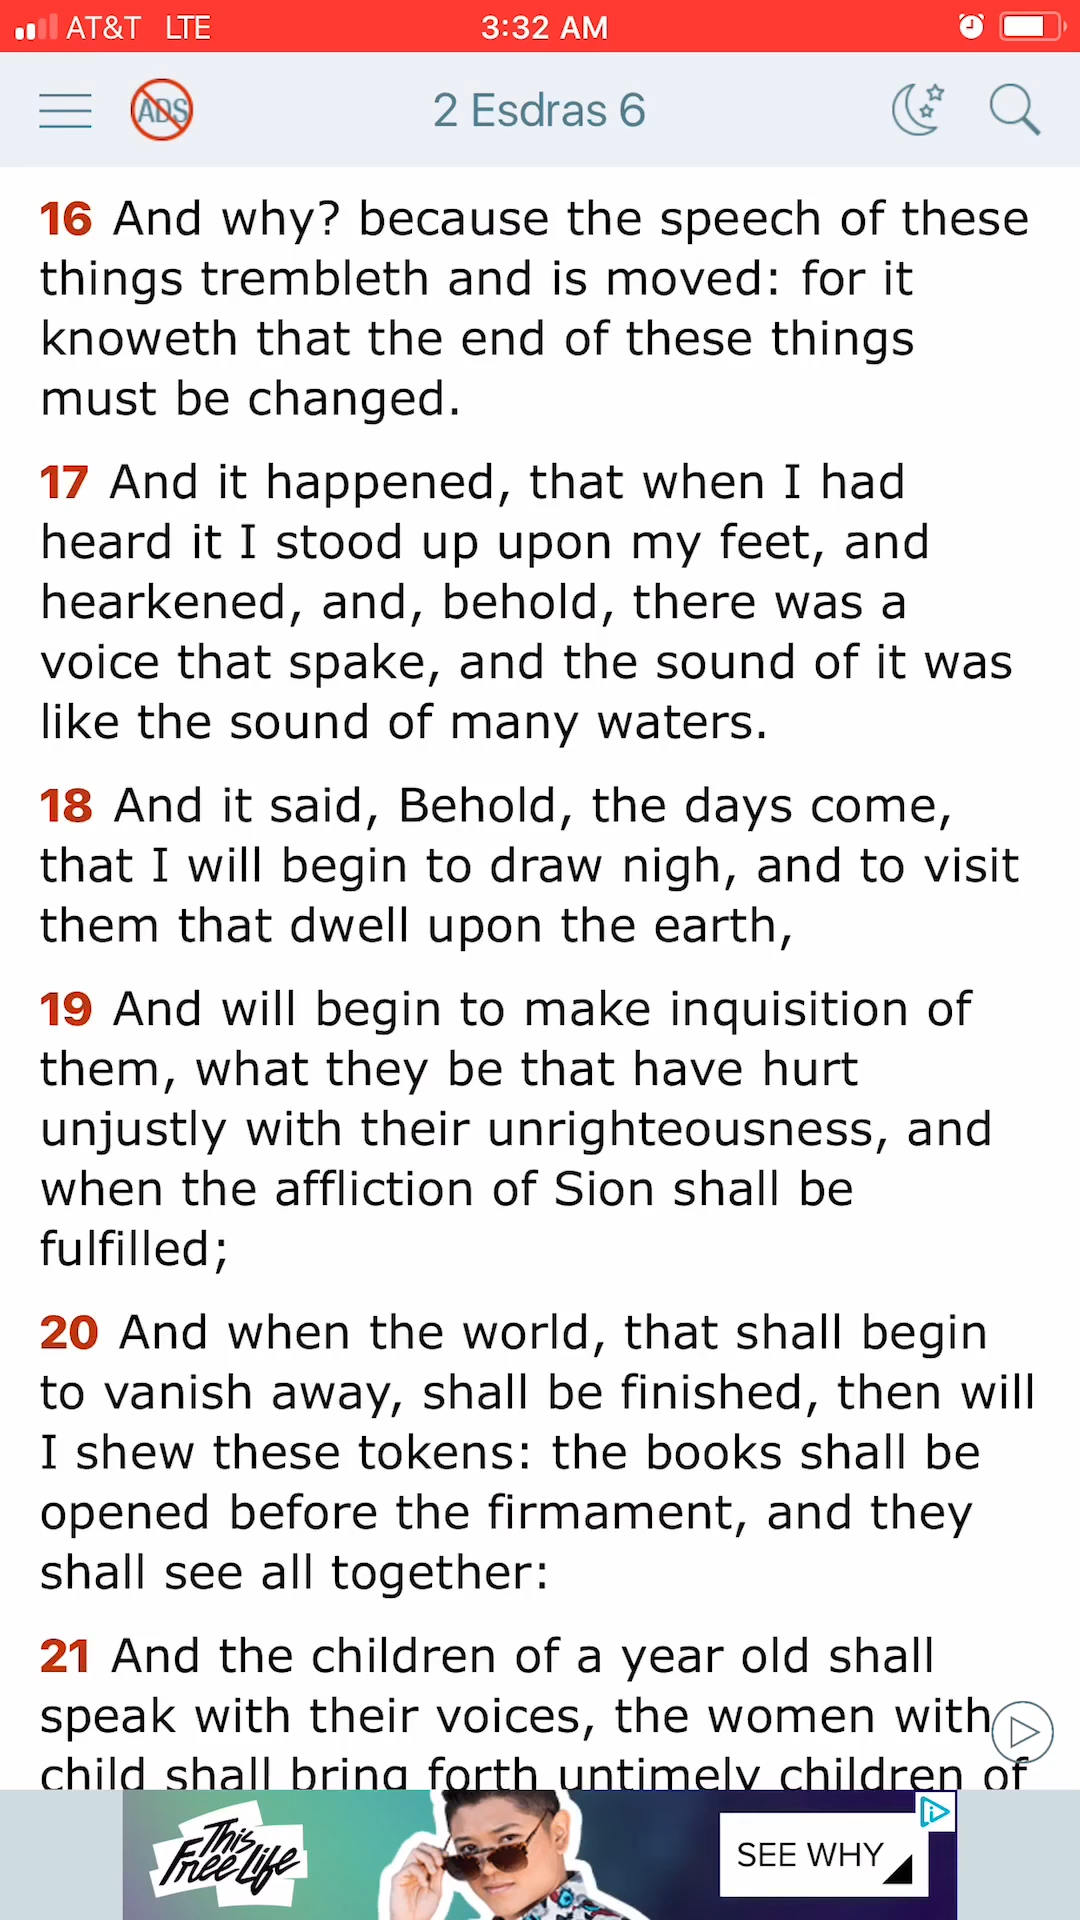 AT&T LTE 3:32 AM
ADS 2 Esdras 6
16 And why? because the speech of these
things trembleth and is moved: for it
knoweth that the end of these things
must be changed.
17 And it happened, that when I had
heard it I stood up upon my feet, and
hearkened, and, behold, there was a
voice that spake, and the sound of it was
like the sound of many waters.
18 And it said, Behold, the days come,
that I will begin to draw nigh, and to visit
them that dwell upon the earth,
19 And will begin to make inquisition of
them, what they be that have hurt
unjustly with their unrighteousness, and
when the affliction of Sion shall be
fulfilled;
20 And when the world, that shall begin
to vanish away, shall be finished, then will
I shew these tokens: the books shall be
opened before the firmament, and they
shall see all together:
21 And the children of a year old shall
speak with their voices, the women with
child shall bring forth untimely children of
This
Free Life
SEE WHY